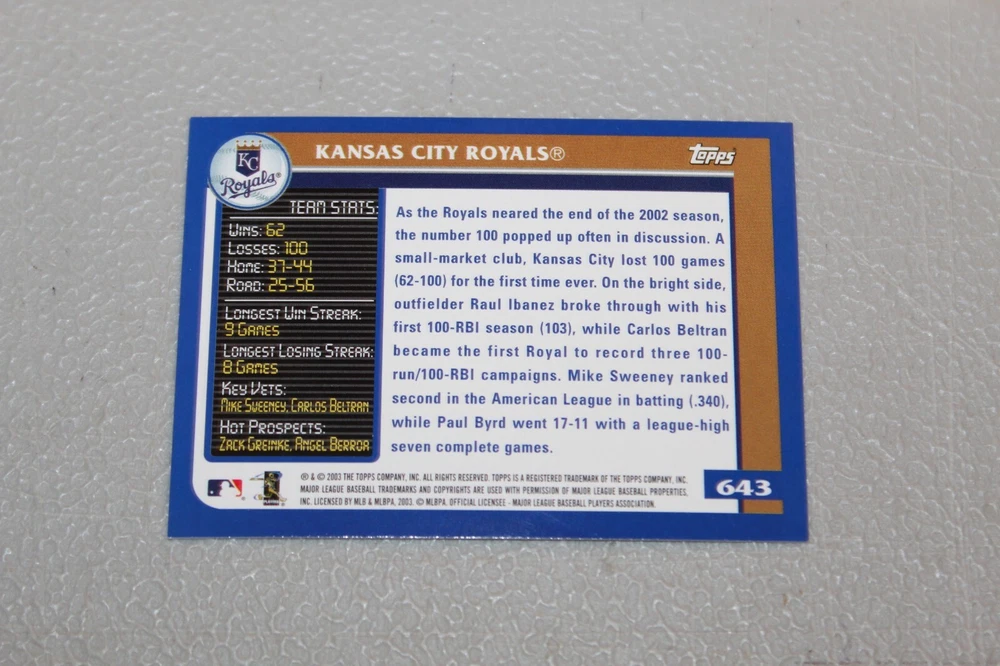 KC
Royals®
KANSAS CITY ROYALS®
topps
TEAM STATS:
WINS: 62
LOSSES: 100
HOME: 37-44
ROAD: 25-56
LONGEST WIN STREAK:
9 GAMES
LONGEST LOSING STREAK:
8 GAMES
KEY VETS:
MIKE SWEENEY, CARLOS BELTRAN
HOT PROSPECTS:
ZACK GREINKE, ANGEL BERROA
As the Royals neared the end of the 2002 season,
the number 100 popped up often in discussion. A
small-market club, Kansas City lost 100 games
(62-100) for the first time ever. On the bright side,
outfielder Raul Ibanez broke through with his
first 100-RBI season (103), while Carlos Beltran
became the first Royal to record three 100-
run/100-RBI campaigns. Mike Sweeney ranked
second in the American League in batting (.340),
while Paul Byrd went 17-11 with a league-high
seven complete games.
® & © 2003 THE TOPPS COMPANY, INC. ALL RIGHTS RESERVED. TOPPS IS A REGISTERED TRADEMARK OF THE TOPPS COMPANY, INC.
MAJOR LEAGUE BASEBALL TRADEMARKS AND COPYRIGHTS ARE USED WITH PERMISSION OF MAJOR LEAGUE BASEBALL PROPERTIES,
INC. LICENSED BY MLB & MLBPA, 2003. © MLBPA. OFFICIAL LICENSEE - MAJOR LEAGUE BASEBALL PLAYERS ASSOCIATION.
643